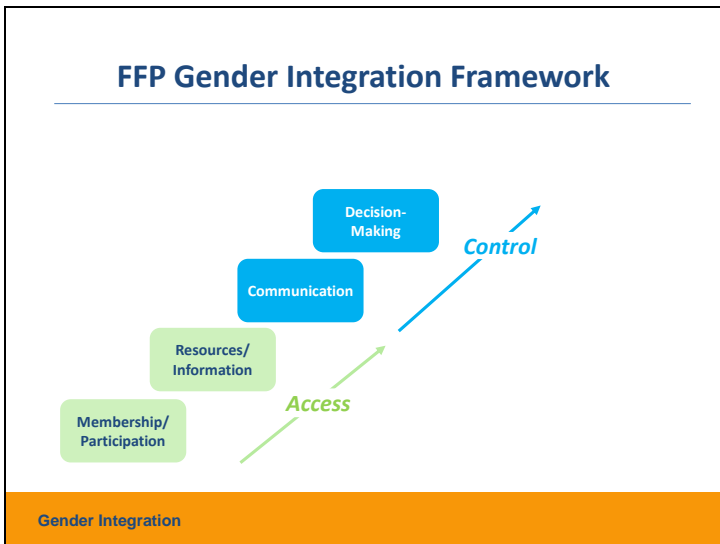 FFP Gender Integration Framework
Decision-
Making
Control
Communication
Resources/
Information
Access
Membership/
Participation
Gender Integration